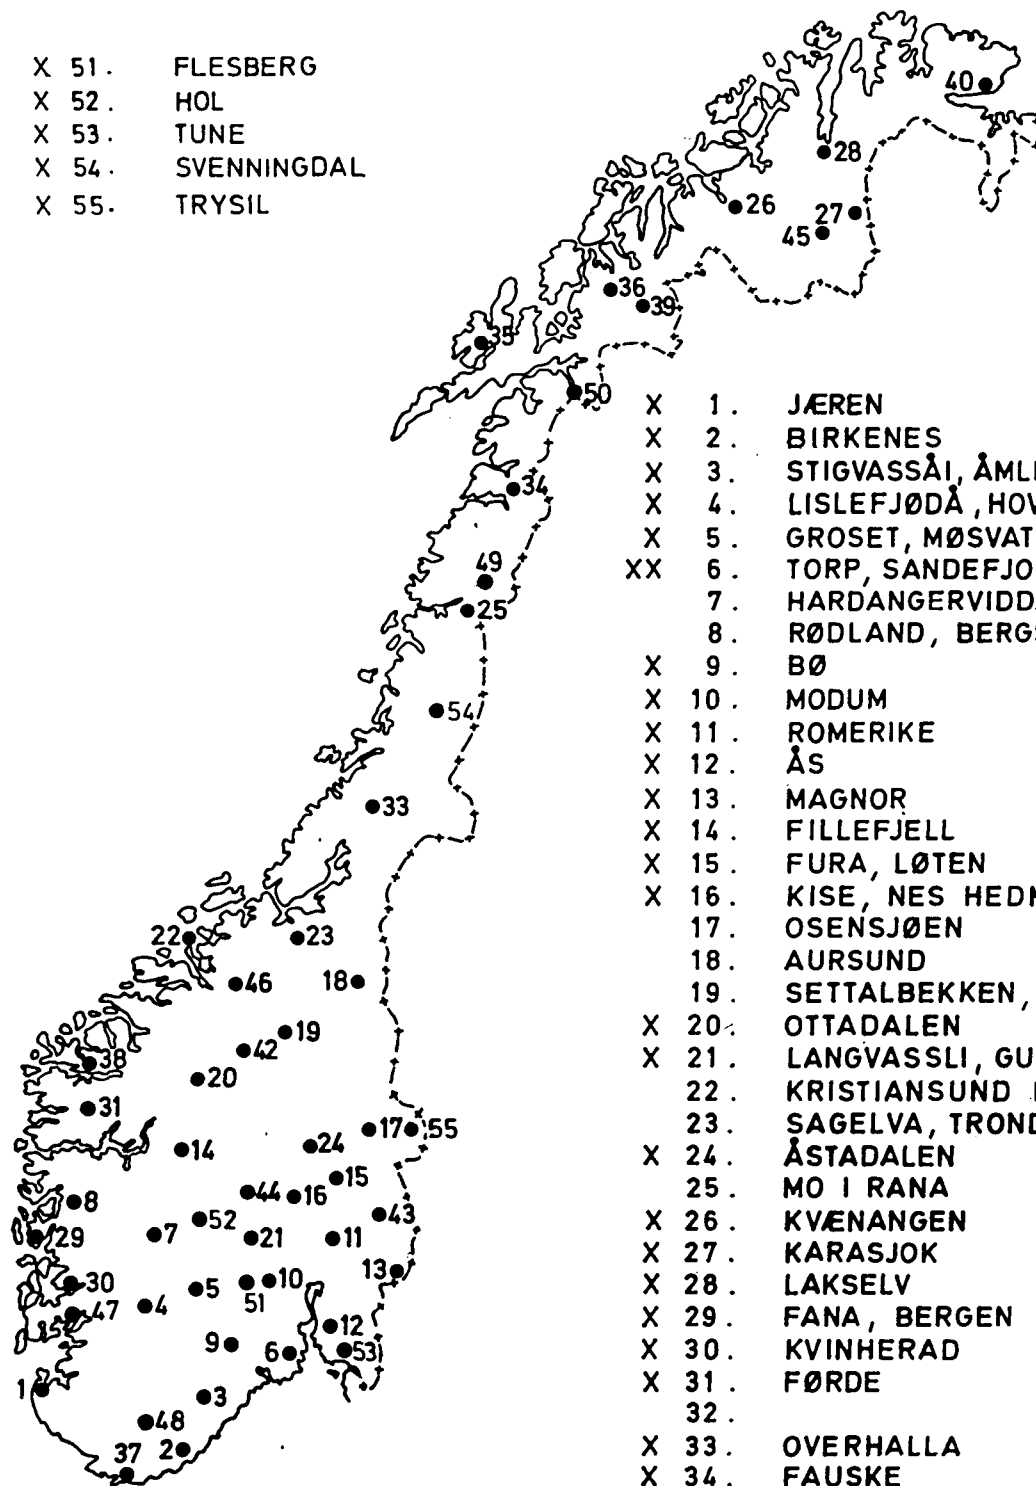 X 51. FLESBERG
X 52. HOL
X 53. TUNE
X 54. SVENNINGDAL
X 55. TRYSIL
40
28
26
27
45
36
39
35
50
34
49
25
54
33
22
23
46
18
19
42
38
20
31
17
55
14
24
15
44
16
8
43
52
29
7
21
11
13
30
5
10
51
47
4
12
9
6
53
1
3
48
2
37
X 1. JÆREN
X 2. BIRKENES
X 3. STIGVASSÅI, ÅMLI
X 4. LISLEFJØDÅ, HOV
X 5. GROSET, MØSVAT
XX 6. TORP, SANDEFJO
7. HARDANGERVIDD
8. RØDLAND, BERG
X 9. BØ
X 10. MODUM
X 11. ROMERIKE
X 12. ÅS
X 13. MAGNOR
X 14. FILLEFJELL
X 15. FURA, LØTEN
X 16. KISE, NES HEDM
17. OSENSJØEN
18. AURSUND
19. SETTALBEKKEN,
X 20. OTTADALEN
X 21. LANGVASSLI, GU
22. KRISTIANSUND
23. SAGELVA, TROND
X 24. ÅSTADALEN
25. MO I RANA
X 26. KVÆNANGEN
X 27. KARASJOK
X 28. LAKSELV
X 29. FANA, BERGEN
X 30. KVINHERAD
X 31. FØRDE
32.
X 33. OVERHALLA
X 34. FAUSKE